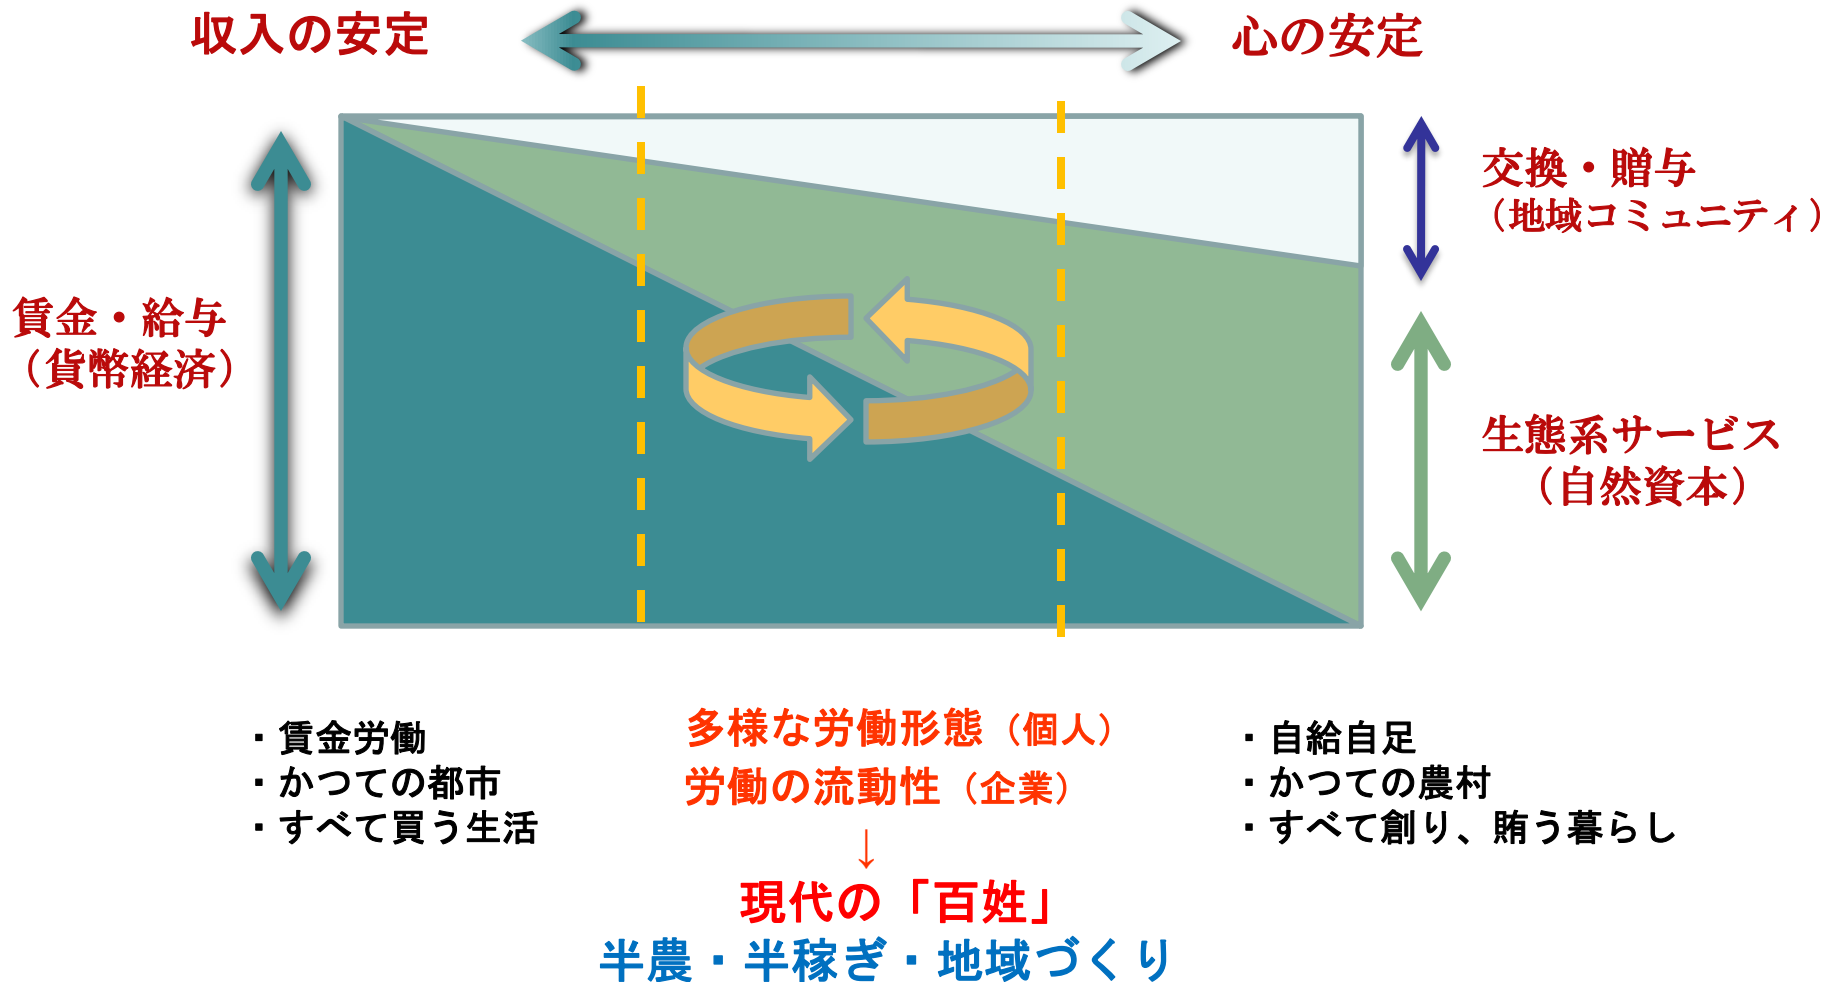 収入の安定
心の安定
交換・贈与
（地域コミュニティ）
賃金・給与
（貨幣経済）
生態系サービス
（自然資本）
・賃金労働
・かつての都市
・すべて買う生活
多様な労働形態（個人）
労働の流動性（企業）
↓
現代の「百姓」
半農・半稼ぎ・地域づくり
・自給自足
・かつての農村
・すべて創り、賄う暮らし